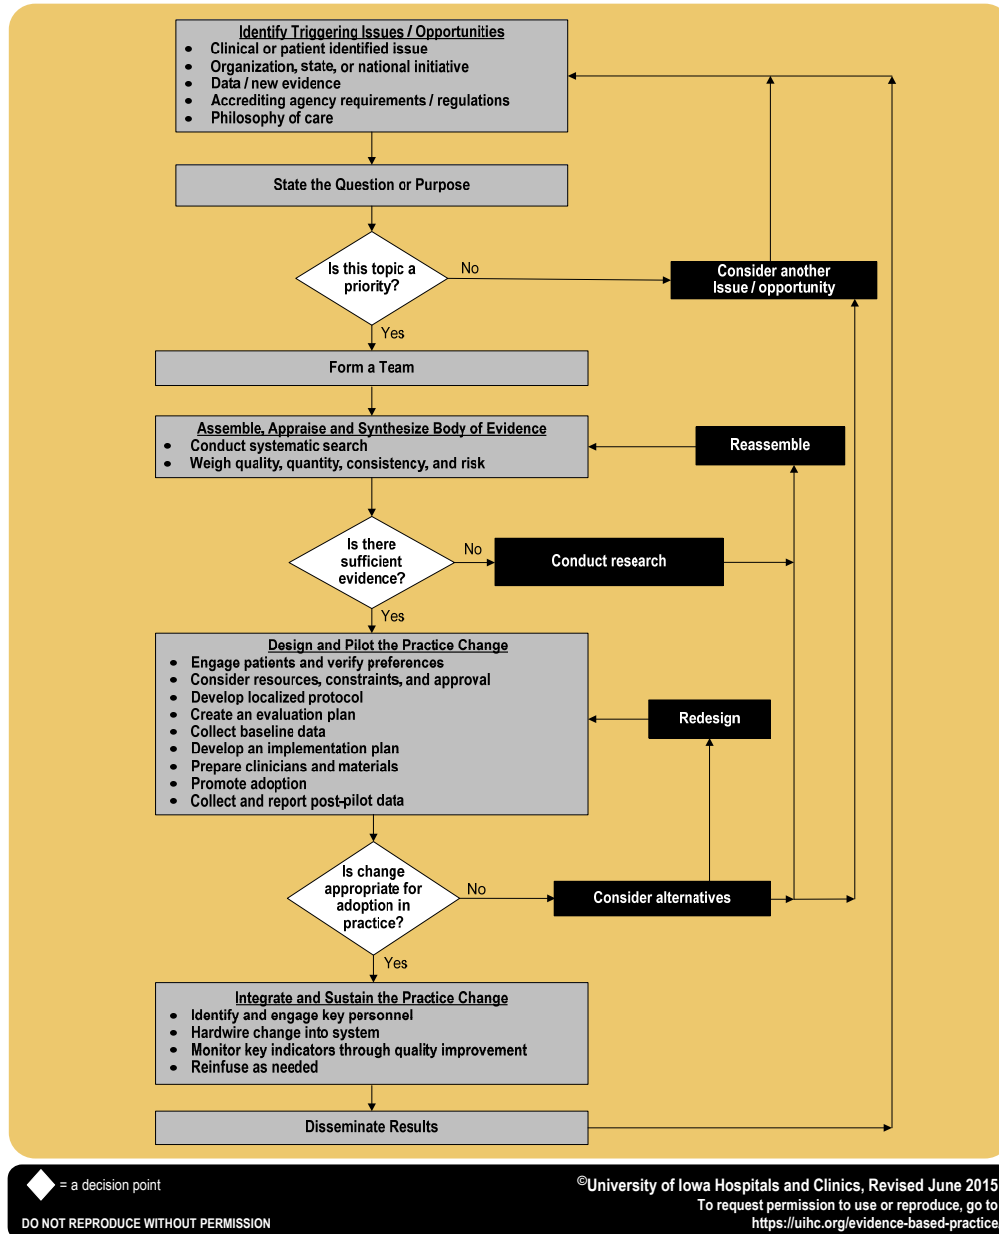 Identify Triggering Issues / Opportunities
• Clinical or patient identified issue
• Organization, state, or national initiative
• Data / new evidence
• Accrediting agency requirements / regulations
• Philosophy of care
State the Question or Purpose
Is this topic a
priority?
No
Consider another
Issue / opportunity
Yes
Form a Team
Assemble, Appraise and Synthesize Body of Evidence
• Conduct systematic search
• Weigh quality, quantity, consistency, and risk
Reassemble
Is there
sufficient
evidence?
No
Conduct research
Yes
Design and Pilot the Practice Change
• Engage patients and verify preferences
• Consider resources, constraints, and approval
• Develop localized protocol
• Create an evaluation plan
• Collect baseline data
• Develop an implementation plan
• Prepare clinicians and materials
• Promote adoption
• Collect and report post-pilot data
Redesign
Is change
appropriate for
adoption in
practice?
No
Consider alternatives
Yes
Integrate and Sustain the Practice Change
• Identify and engage key personnel
• Hardwire change into system
• Monitor key indicators through quality improvement
• Reinfuse as needed
Disseminate Results
= a decision point
DO NOT REPRODUCE WITHOUT PERMISSION
©University of Iowa Hospitals and Clinics, Revised June 2015
To request permission to use or reproduce, go to
https://uihc.org/evidence-based-practice/